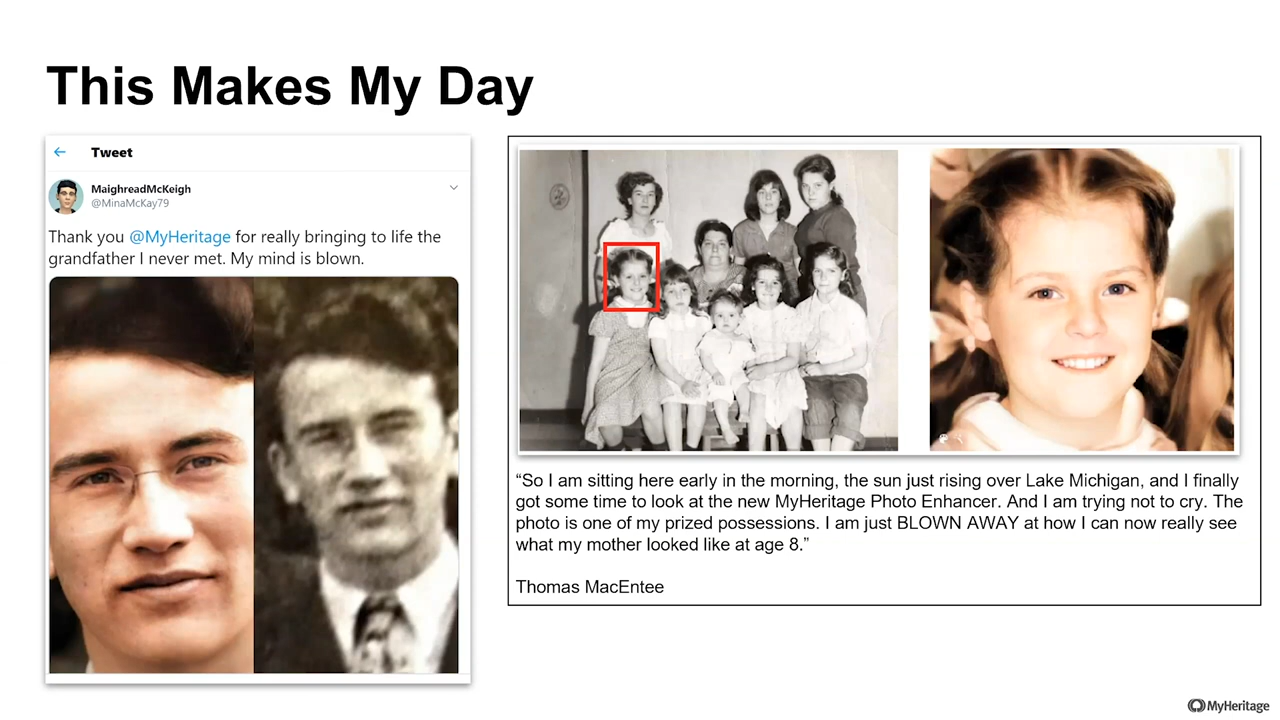 This Makes My Day
Tweet
MaighreadMcKeigh
@MinaMcKay79
Thank you @MyHeritage for really bringing to life the
grandfather I never met. My mind is blown.
“So I am sitting here early in the morning, the sun just rising over Lake Michigan, and I finally
got some time to look at the new MyHeritage Photo Enhancer. And I am trying not to cry. The
photo is one of my prized possessions. I am just BLOWN AWAY at how I can now really see
what my mother looked like at age 8.”
Thomas MacEntee
MyHeritage